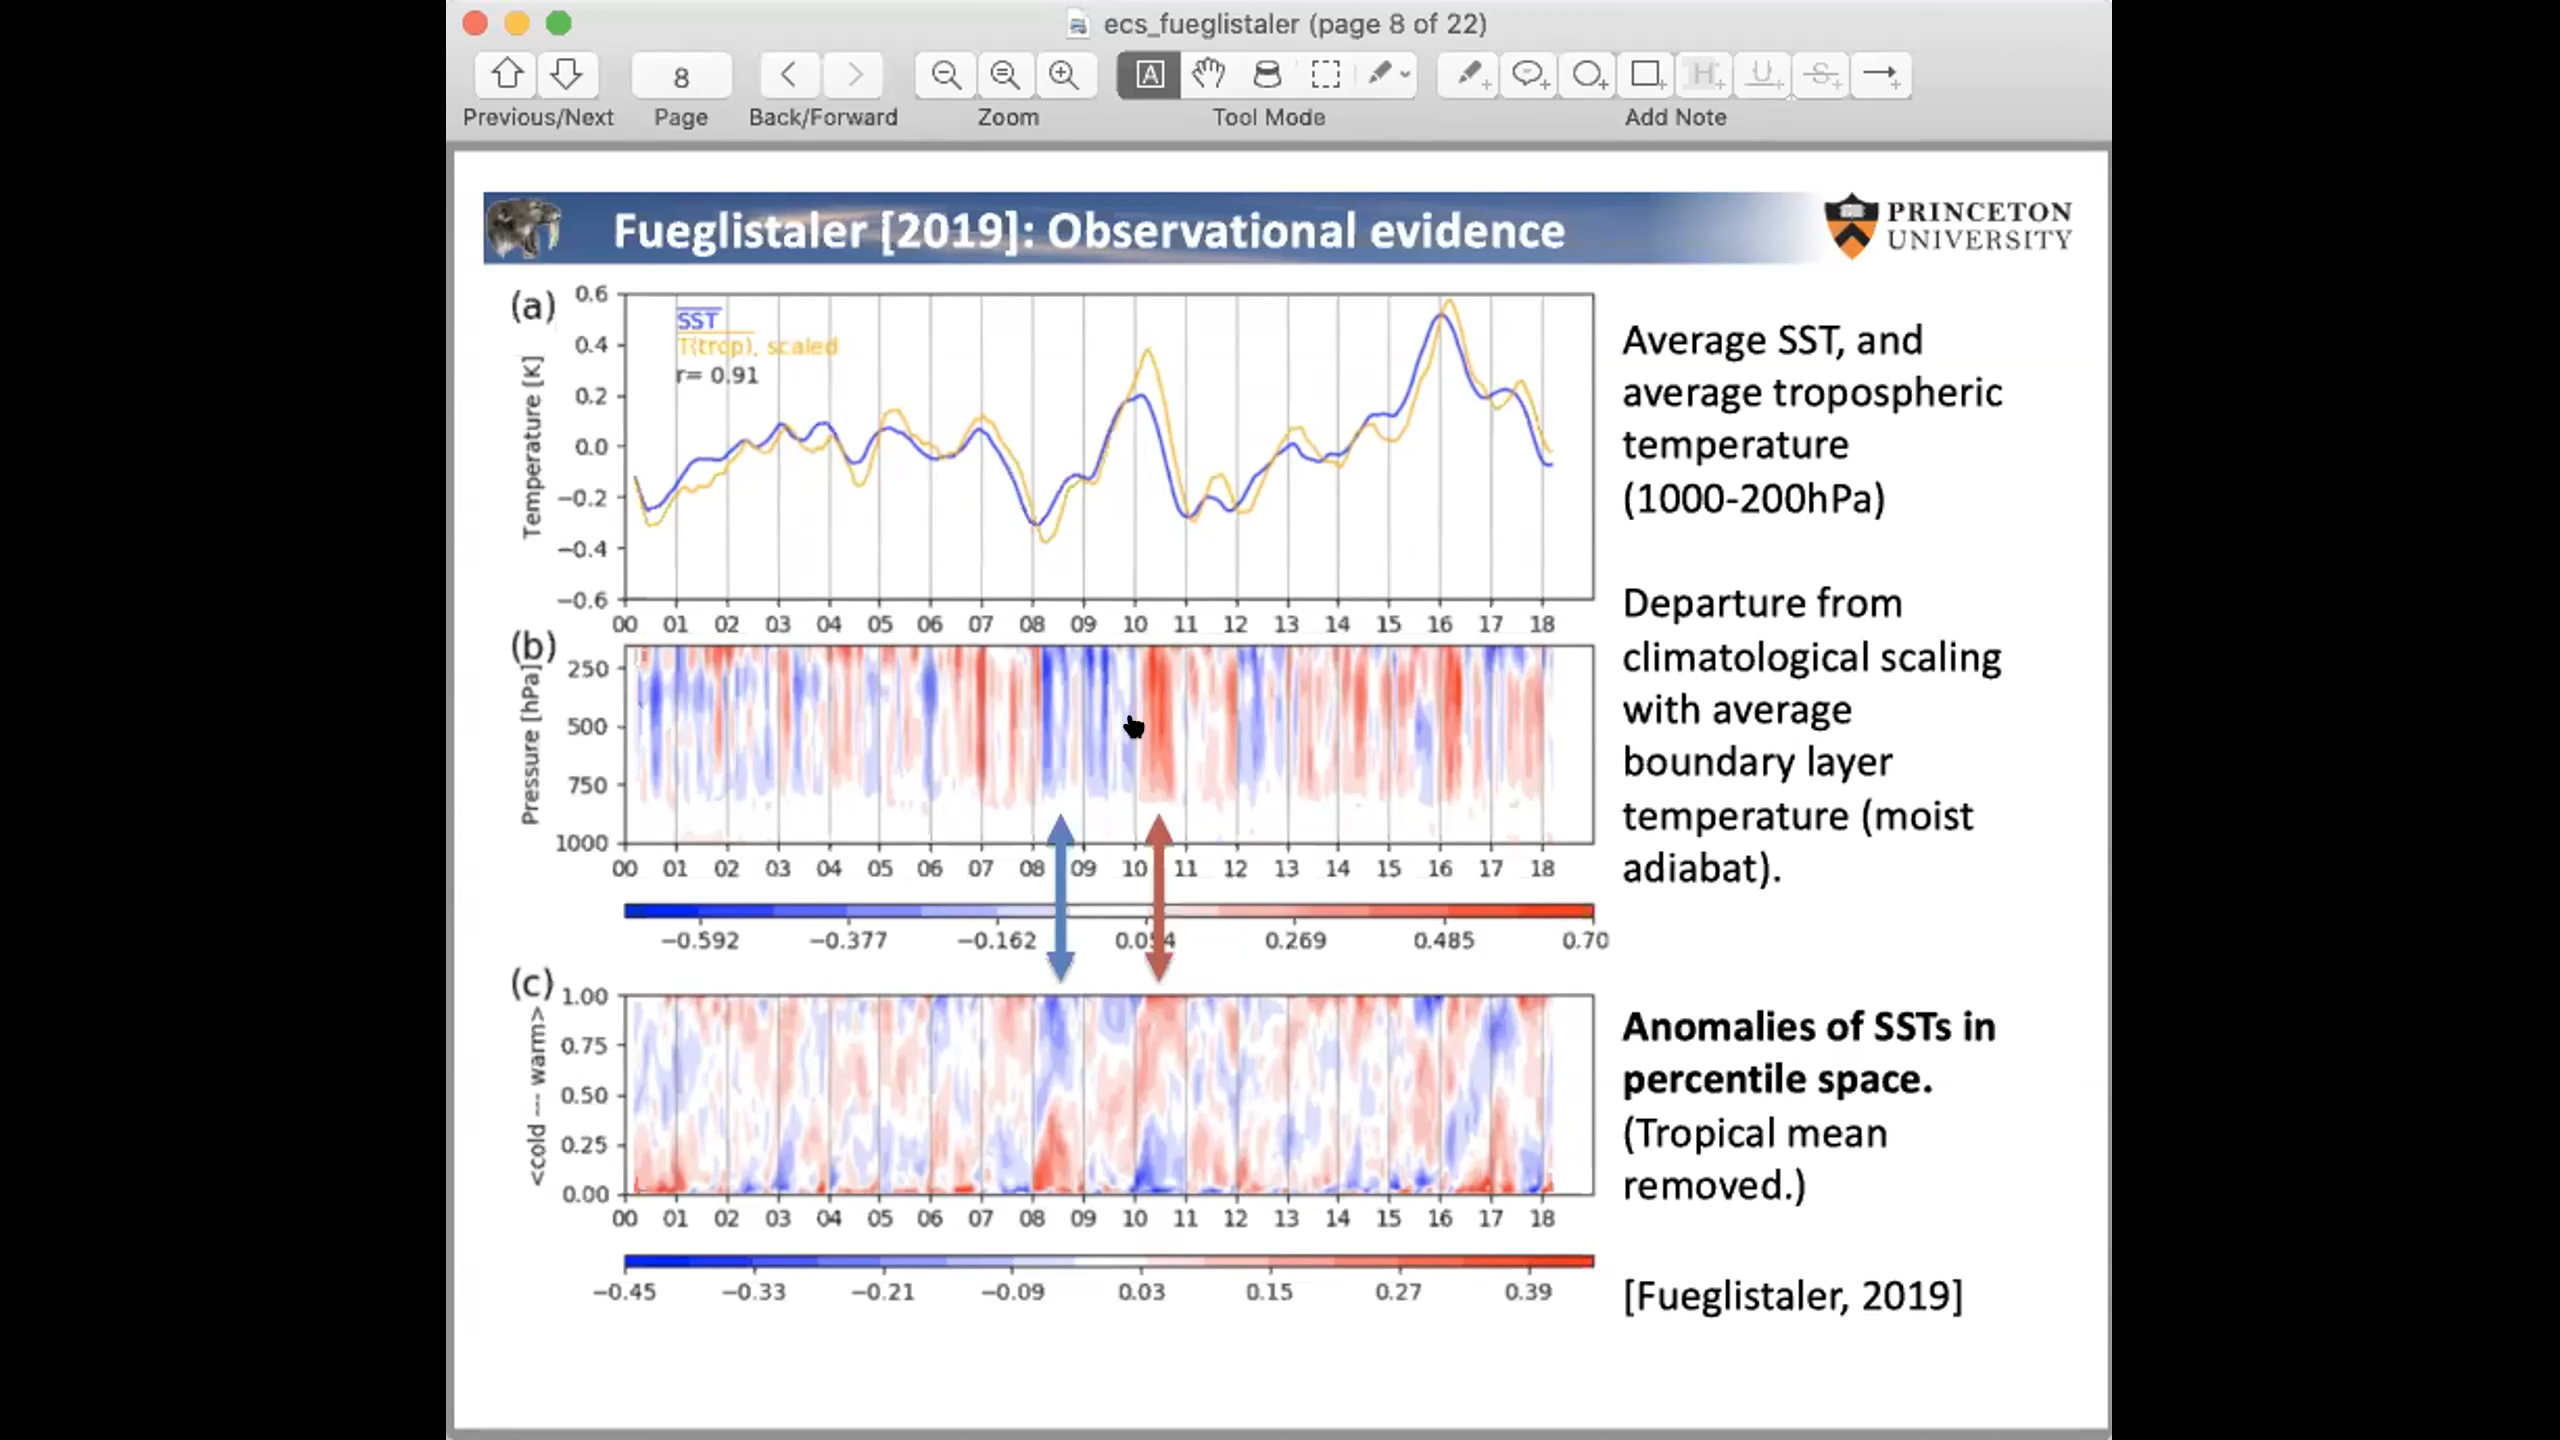 ecs_fueglistaler (page 8 of 22)
8
Previous/Next
Page
Back/Forward
Zoom
Tool Mode
Add Note
Fueglistaler [2019]: Observational evidence
PRINCETON
UNIVERSITY
(a)
SST
T(trop), scaled
r= 0.91
Temperature [K]
0.6
0.4
0.2
0.0
−0.2
−0.4
−0.6
00 01 02 03 04 05 06 07 08 09 10 11 12 13 14 15 16 17 18
Average SST, and
average tropospheric
temperature
(1000-200hPa)
(b)
Pressure [hPa]
250
500
750
1000
00 01 02 03 04 05 06 07 08 09 10 11 12 13 14 15 16 17 18
−0.592 −0.377 −0.162 0.269 0.485 0.70
Departure from
climatological scaling
with average
boundary layer
temperature (moist
adiabat).
(c)
<cold --- warm>
1.00
0.75
0.50
0.25
0.00
00 01 02 03 04 05 06 07 08 09 10 11 12 13 14 15 16 17 18
−0.45 −0.33 −0.21 −0.09 0.03 0.15 0.27 0.39
Anomalies of SSTs in
percentile space.
(Tropical mean
removed.)
[Fueglistaler, 2019]